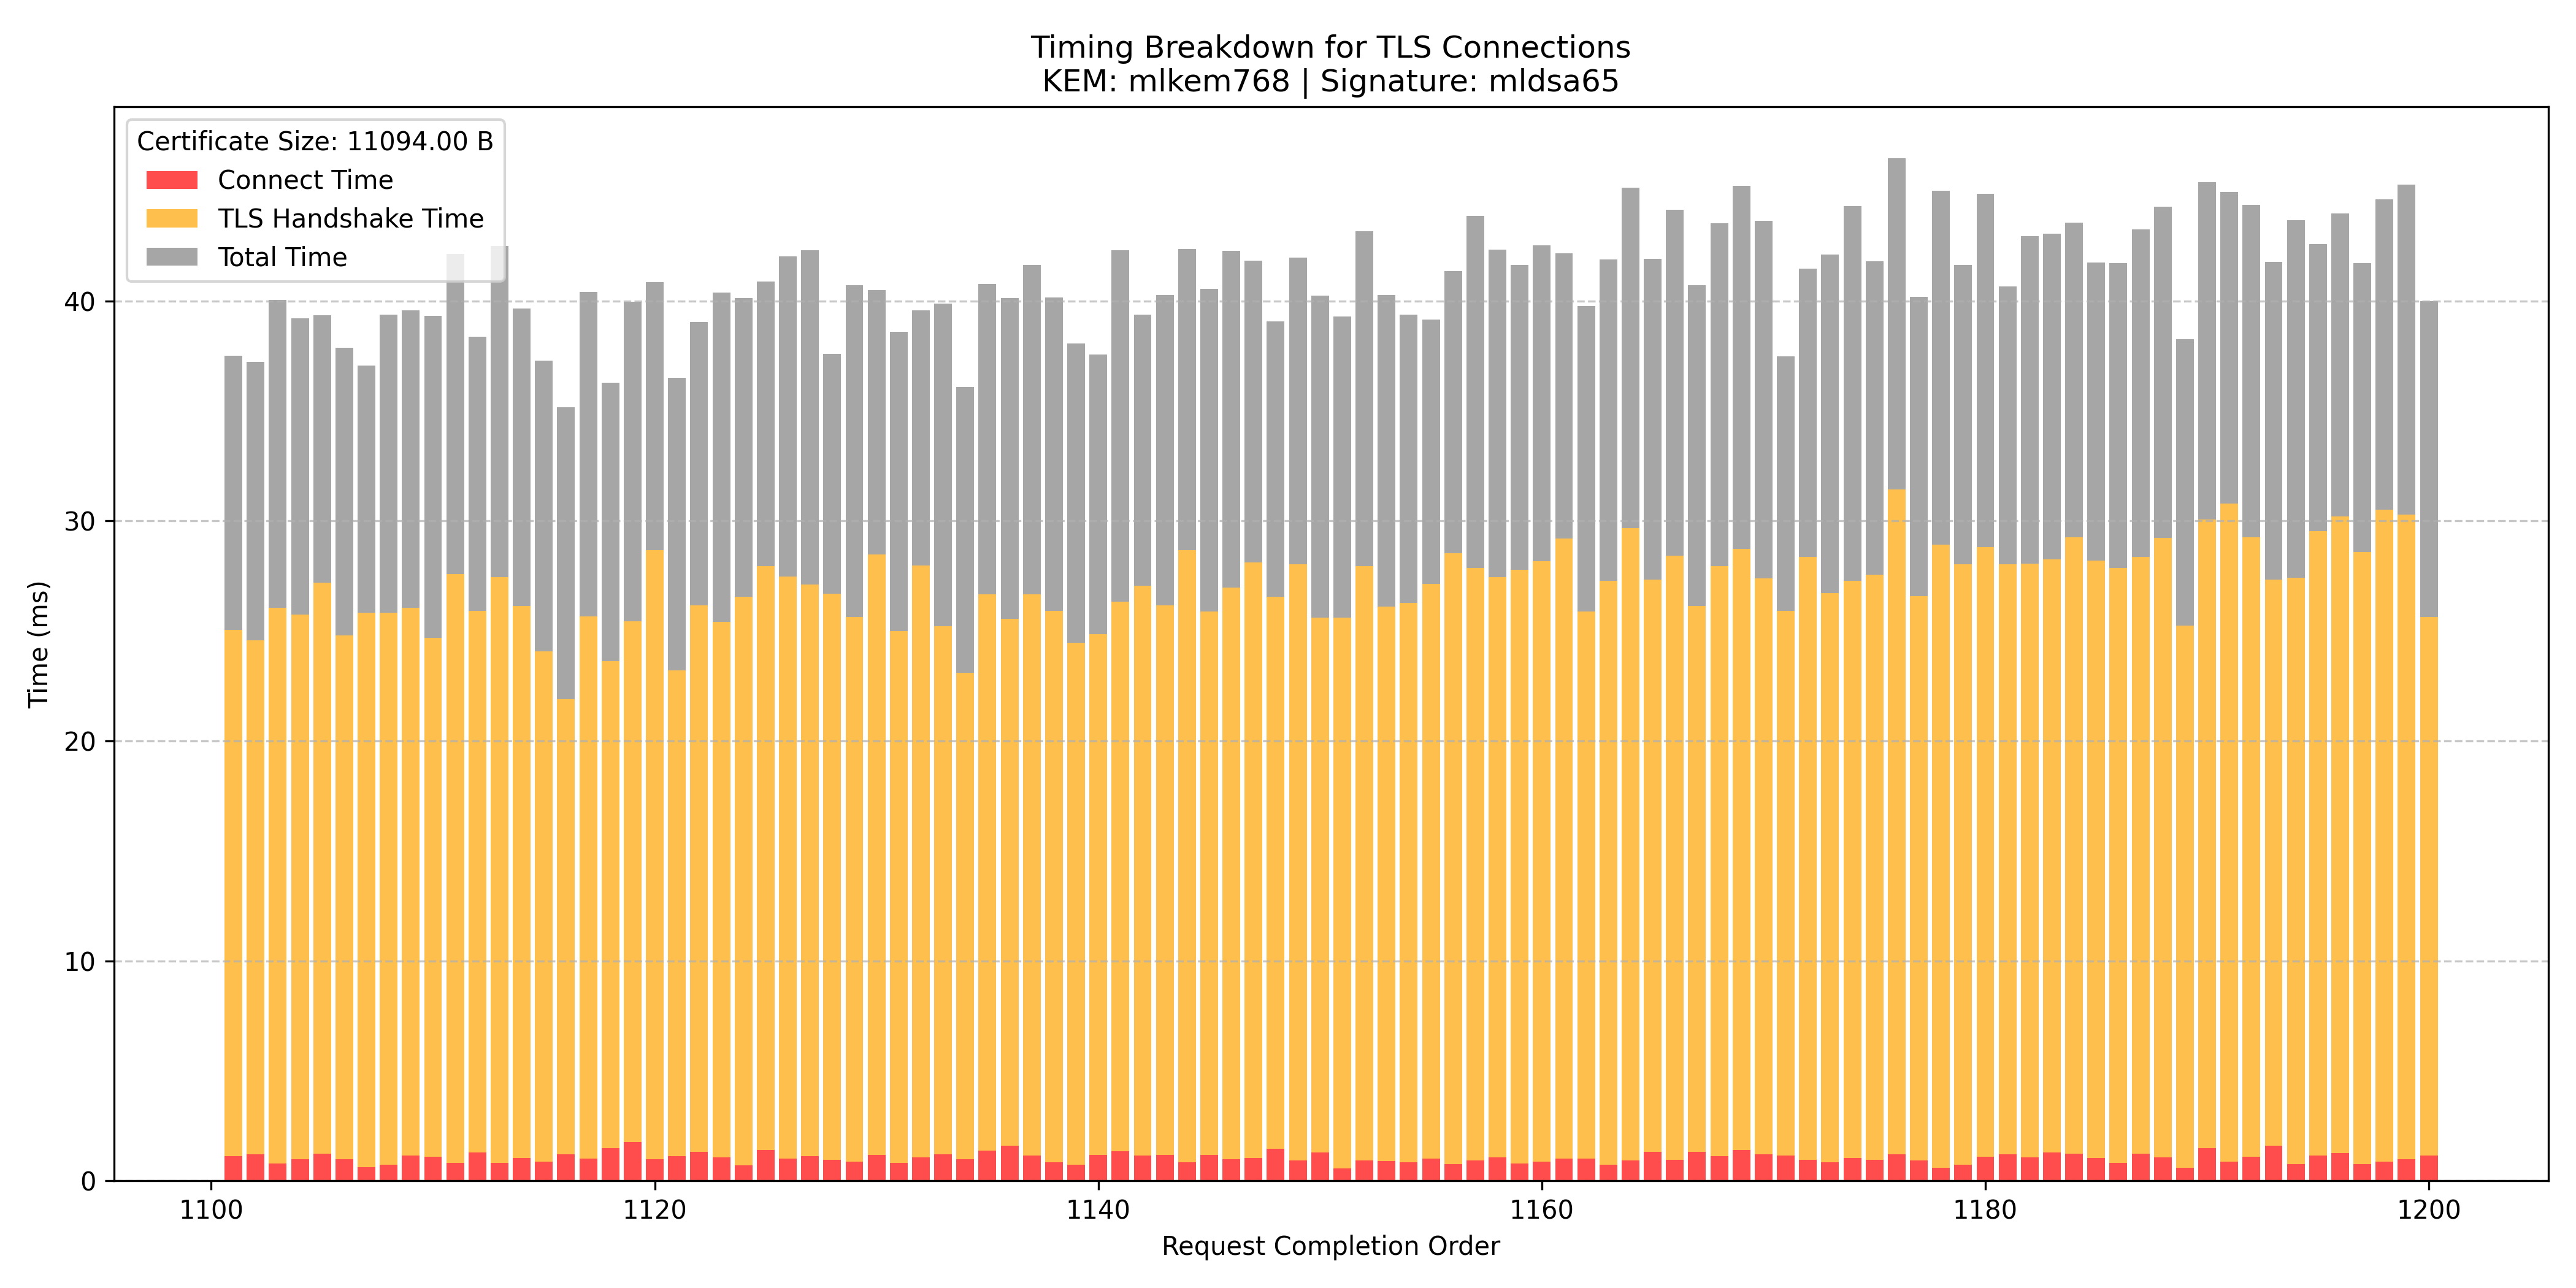 Timing Breakdown for TLS Connections
KEM: mlkem768 | Signature: mldsa65
Certificate Size: 11094.00 B
Connect Time
TLS Handshake Time
Total Time
Time (ms)
40
30
20
10
0
1100
1120
1140
1160
1180
1200
Request Completion Order